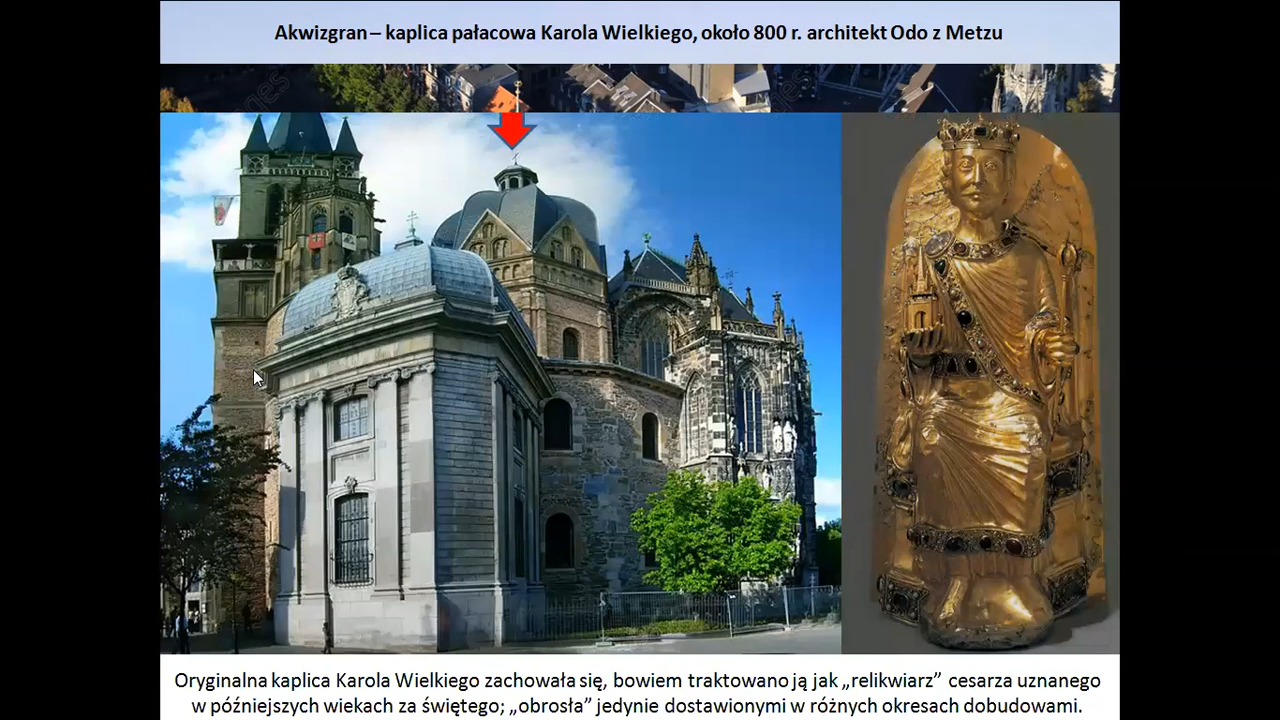 Akwizgran – kaplica pałacowa Karola Wielkiego, około 800 r. architekt Odo z Metzu
Oryginalna kaplica Karola Wielkiego zachowała się, bowiem traktowano ją jak „relikwiarz” cesarza uznanego
w późniejszych wiekach za świętego; „obrosła” jedynie dostawionymi w różnych okresach dobudowami.